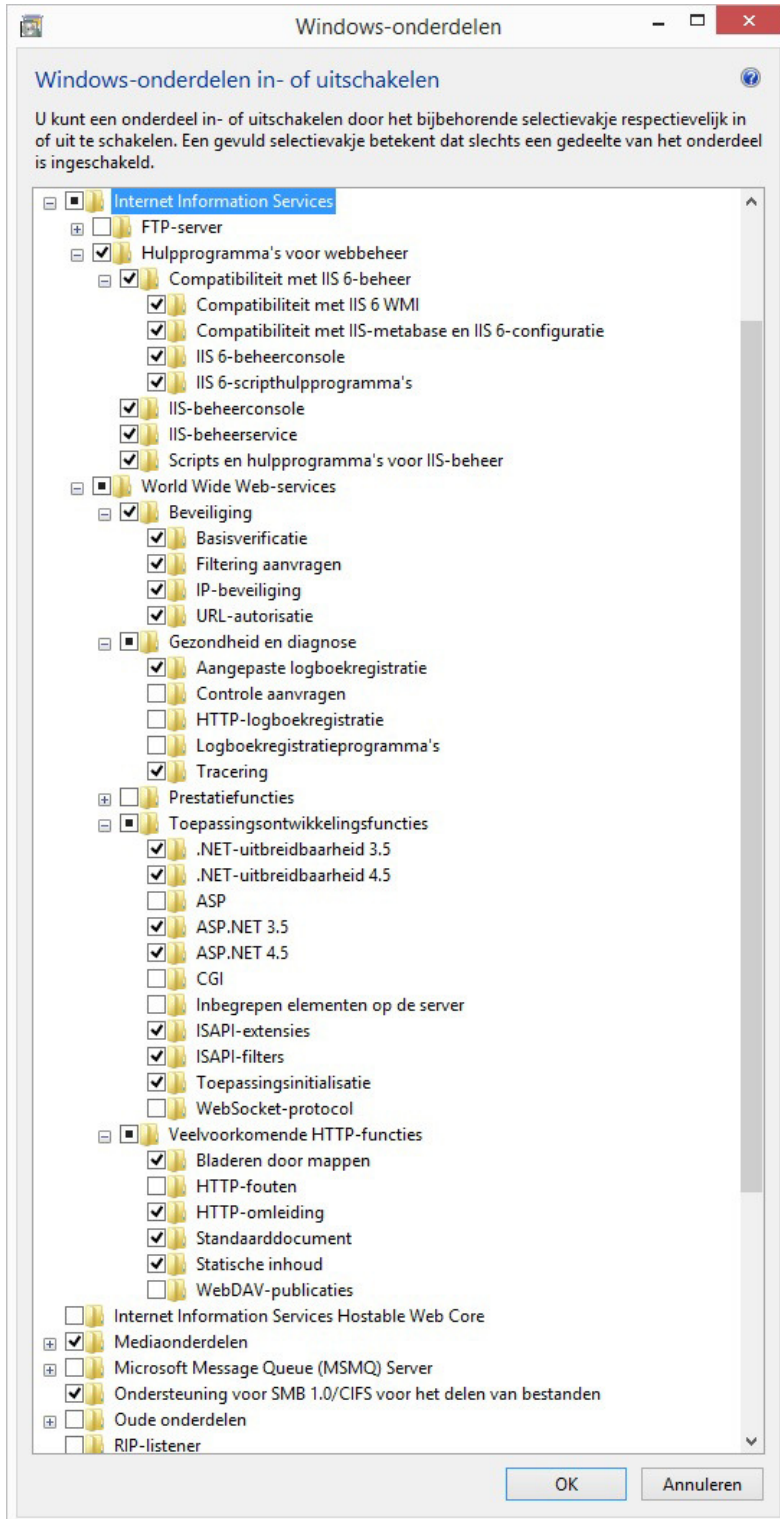 Windows-onderdelen
Windows-onderdelen in- of uitschakelen
U kunt een onderdeel in- of uitschakelen door het bijbehorende selectievakje respectievelijk in
of uit te schakelen. Een gevuld selectievakje betekent dat slechts een gedeelte van het onderdeel
is ingeschakeld.
Internet Information Services
FTP-server
Hulpprogramma's voor webbeheer
Compatibiliteit met IIS 6-beheer
Compatibiliteit met IIS 6 WMI
Compatibiliteit met IIS-metabase en IIS 6-configuratie
IIS 6-beheerconsole
IIS 6-scripthulpprogramma's
IIS-beheerconsole
IIS-beheerservice
Scripts en hulpprogramma's voor IIS-beheer
World Wide Web-services
Beveiliging
Basisverificatie
Filtering aanvragen
IP-beveiliging
URL-autorisatie
Gezondheid en diagnose
Aangepaste logboekregistratie
Controle aanvragen
HTTP-logboekregistratie
Logboekregistratieprogramma's
Tracering
Prestatiefuncties
Toepassingsontwikkelingsfuncties
.NET-uitbreidbaarheid 3.5
.NET-uitbreidbaarheid 4.5
ASP
ASP.NET 3.5
ASP.NET 4.5
CGI
Inbegrepen elementen op de server
ISAPI-extensies
ISAPI-filters
Toepassingsinitialisatie
WebSocket-protocol
Veelvoorkomende HTTP-functies
Bladeren door mappen
HTTP-fouten
HTTP-omleiding
Standaarddocument
Statische inhoud
WebDAV-publicaties
Internet Information Services Hostable Web Core
Mediaonderdelen
Microsoft Message Queue (MSMQ) Server
Ondersteuning voor SMB 1.0/CIFS voor het delen van bestanden
Oude onderdelen
RIP-listener
OK Annuleren